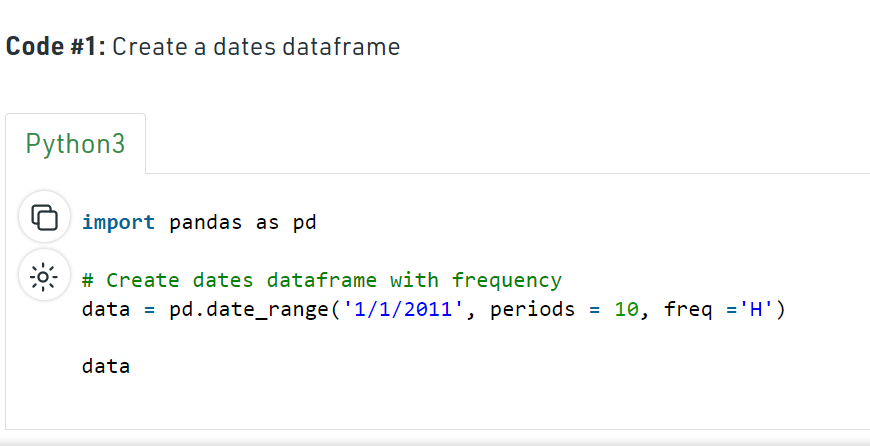 Code #1: Create a dates dataframe
Python3
import pandas as pd
# Create dates dataframe with frequency
data = pd.date_range('1/1/2011', periods = 10, freq ='H')
data